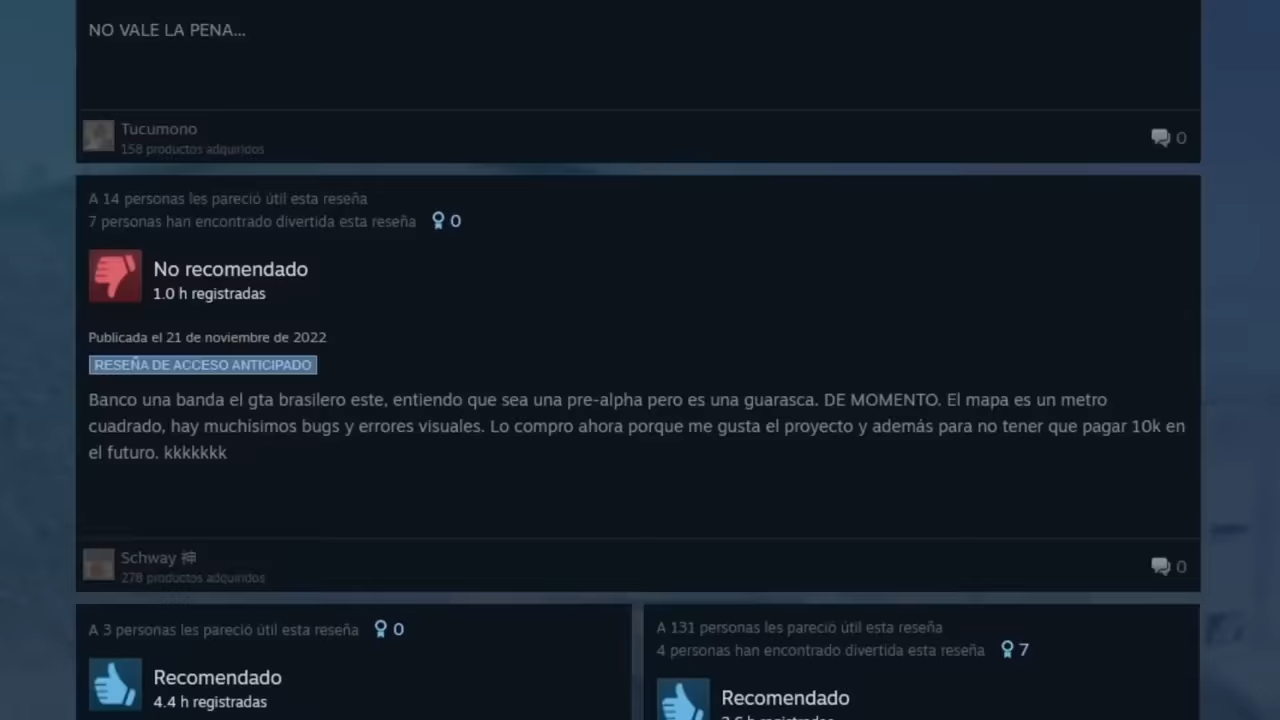 NO VALE LA PENA...
Tucumono
158 productos adquiridos
0
A 14 personas les pareció útil esta reseña
7 personas han encontrado divertida esta reseña 0
No recomendado
1.0 h registradas
Publicada el 21 de noviembre de 2022
RESEÑA DE ACCESO ANTICIPADO
Banco una banda el gta brasilero este, entiendo que sea una pre-alpha pero es una guarasca. DE MOMENTO. El mapa es un metro
cuadrado, hay muchísimos bugs y errores visuales. Lo compro ahora porque me gusta el proyecto y además para no tener que pagar 10k en
el futuro. kkkkkkk
Schway 神
278 productos adquiridos
0
A 3 personas les pareció útil esta reseña 0
Recomendado
4.4 h registradas
A 131 personas les pareció útil esta reseña
4 personas han encontrado divertida esta reseña 7
Recomendado